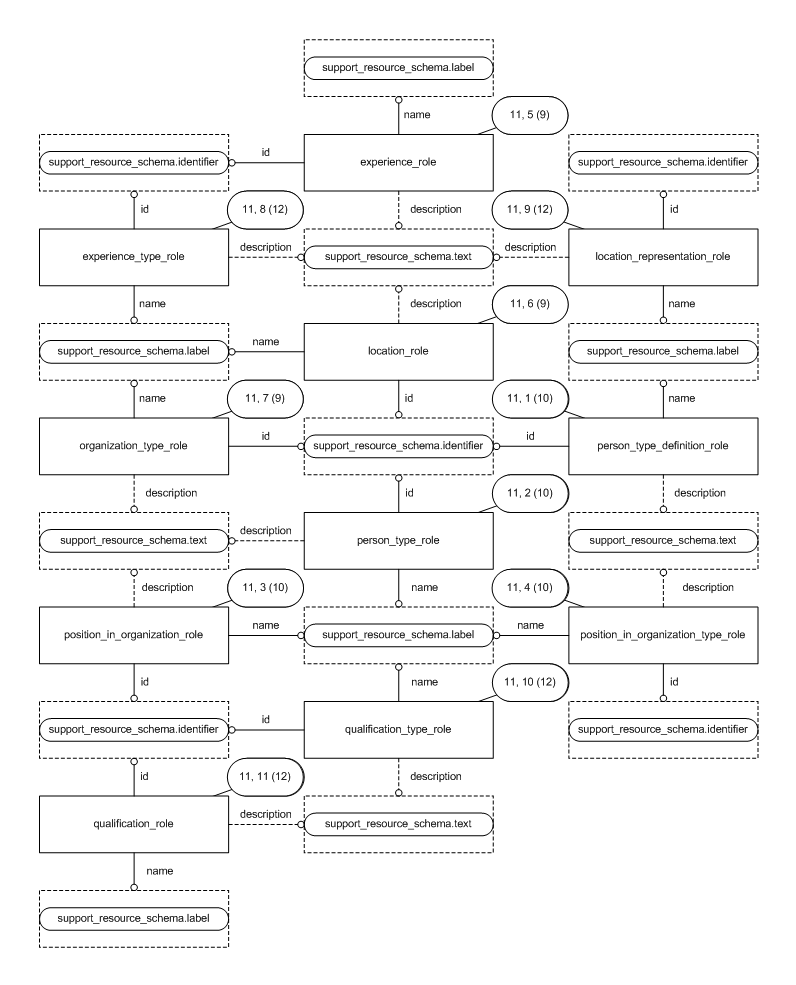 support_resource_schema.label
name
11, 5 (9)
support_resource_schema.identifier
id
experience_role
support_resource_schema.identifier
id
11, 8 (12)
description
11, 9 (12)
id
experience_type_role
description
support_resource_schema.text
description
location_representation_role
name
description
11, 6 (9)
name
support_resource_schema.label
name
location_role
support_resource_schema.label
name
11, 7 (9)
id
11, 1 (10)
name
organization_type_role
id
support_resource_schema.identifier
id
person_type_definition_role
description
id
11, 2 (10)
description
support_resource_schema.text
description
person_type_role
support_resource_schema.text
description
11, 3 (10)
name
11, 4 (10)
description
position_in_organization_role
name
support_resource_schema.label
name
position_in_organization_type_role
id
name
11, 10 (12)
id
support_resource_schema.identifier
id
qualification_type_role
support_resource_schema.identifier
id
11, 11 (12)
description
qualification_role
description
support_resource_schema.text
name
support_resource_schema.label